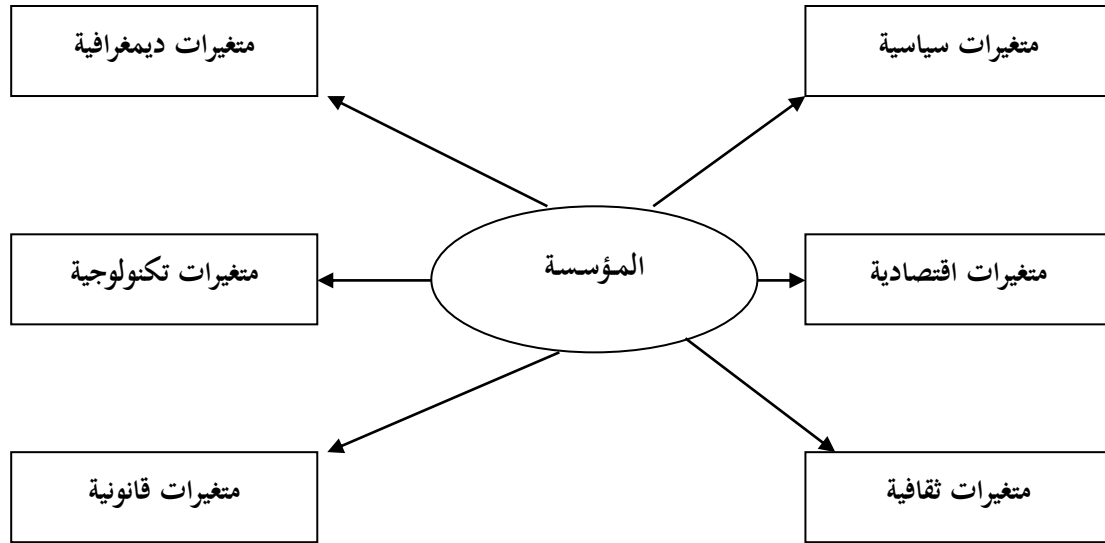 متغيرات سياسية
متغيرات ديمغرافية
المؤسسة
متغيرات اقتصادية
متغيرات تكنولوجية
متغيرات ثقافية
متغيرات قانونية